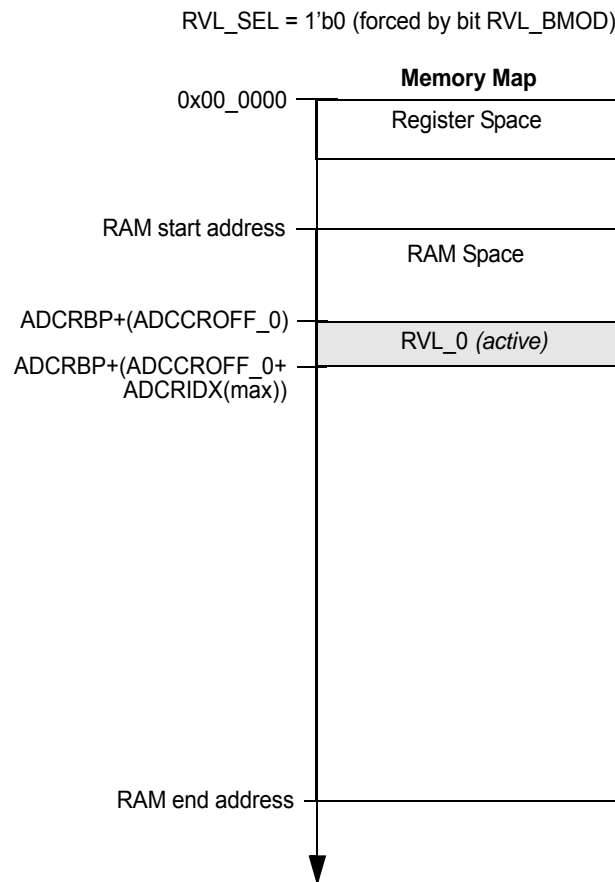 RVL_SEL = 1'b0 (forced by bit RVL_BMOD)
Memory Map
0x00_0000
Register Space
RAM start address
RAM Space
ADCRBP+(ADCCROFF_0)
RVL_0 (active)
ADCRBP+(ADCCROFF_0+
ADCRIDX(max))
RAM end address